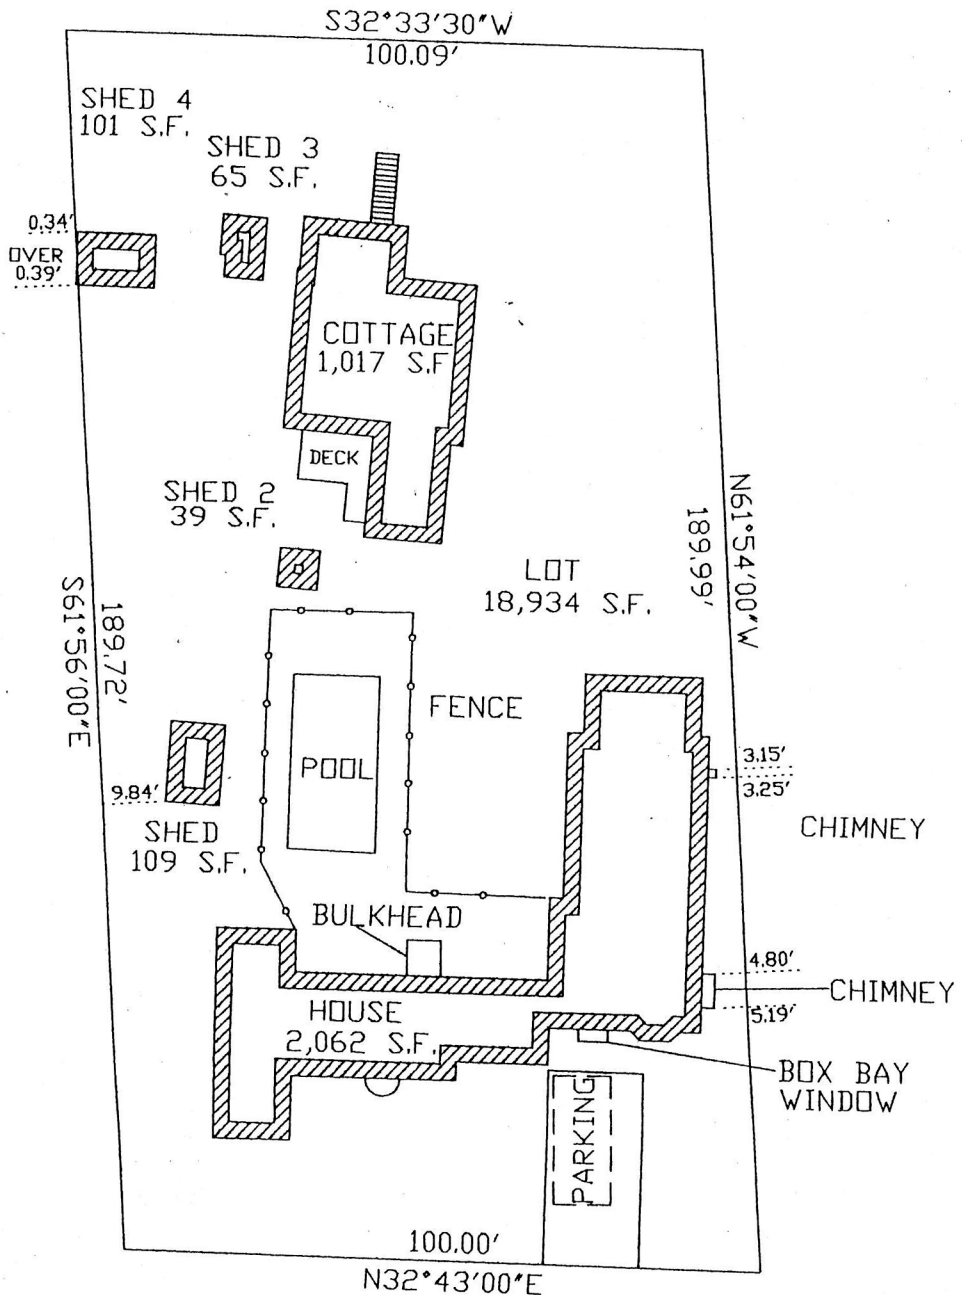 S32°33'30"W
100.09'
SHED 4
101 S.F.
SHED 3
65 S.F.
0.34'
OVER
0.39'
COTTAGE
1,017 S.F
DECK
SHED 2
39 S.F.
LOT
18,934 S.F.
N61°54'00"W
189.99'
S61°56'00"E
189.72'
FENCE
POOL
3.15'
3.25'
9.84'
SHED
109 S.F.
CHIMNEY
BULKHEAD
4.80'
CHIMNEY
5.19'
HOUSE
2,062 S.F.
BOX BAY
WINDOW
PARKING
100.00'
N32°43'00"E